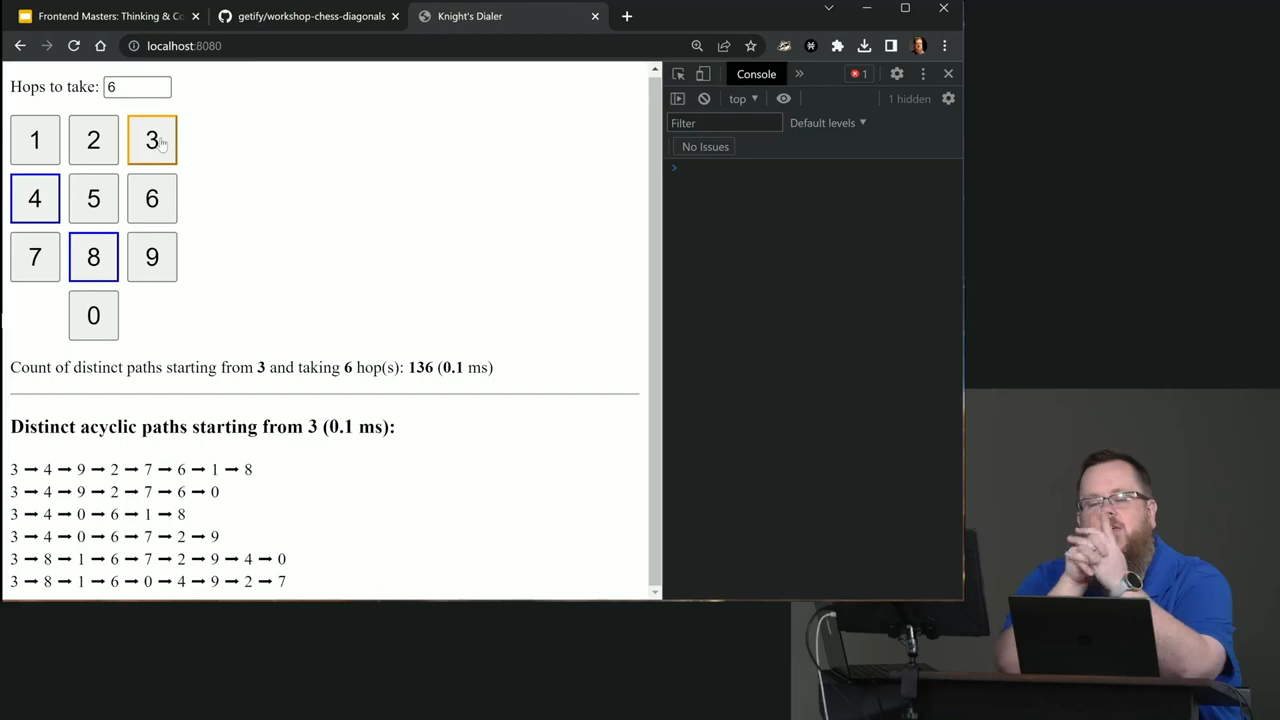 Frontend Masters: Thinking & Co
getify/workshop-chess-diagonals
Knight's Dialer
localhost:8080
Hops to take: 6
1 2 3
4 5 6
7 8 9
0
Count of distinct paths starting from 3 and taking 6 hop(s): 136 (0.1 ms)
Distinct acyclic paths starting from 3 (0.1 ms):
3 ➞ 4 ➞ 9 ➞ 2 ➞ 7 ➞ 6 ➞ 1 ➞ 8
3 ➞ 4 ➞ 9 ➞ 2 ➞ 7 ➞ 6 ➞ 0
3 ➞ 4 ➞ 0 ➞ 6 ➞ 1 ➞ 8
3 ➞ 4 ➞ 0 ➞ 6 ➞ 7 ➞ 2 ➞ 9
3 ➞ 8 ➞ 1 ➞ 6 ➞ 7 ➞ 2 ➞ 9 ➞ 4 ➞ 0
3 ➞ 8 ➞ 1 ➞ 6 ➞ 0 ➞ 4 ➞ 9 ➞ 2 ➞ 7
Console
1
top
1 hidden
Filter
Default levels
No Issues